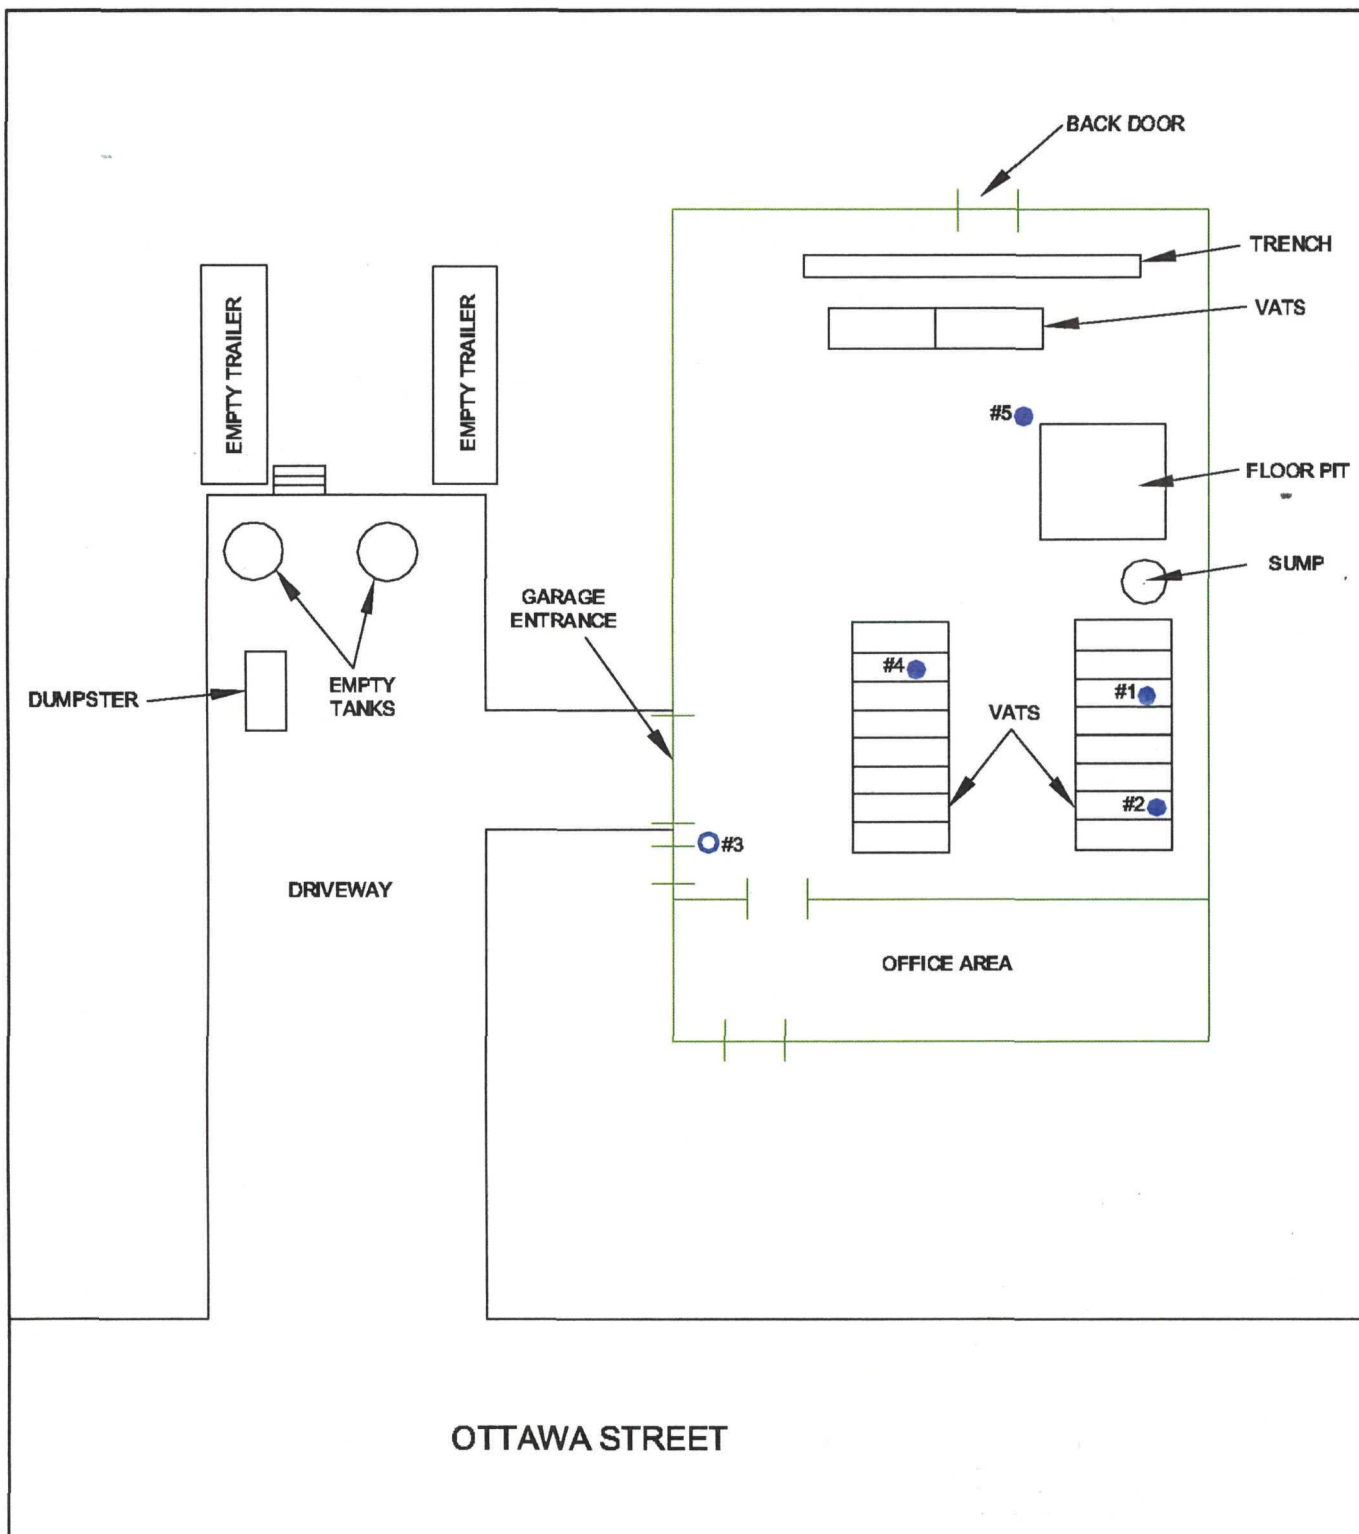 BACK DOOR
TRENCH
VATS
EMPTY TRAILER
EMPTY TRAILER
#5
FLOOR PIT
SUMP
GARAGE
ENTRANCE
#4
#1
DUMPSTER
EMPTY
TANKS
VATS
#2
#3
DRIVEWAY
OFFICE AREA
OTTAWA STREET